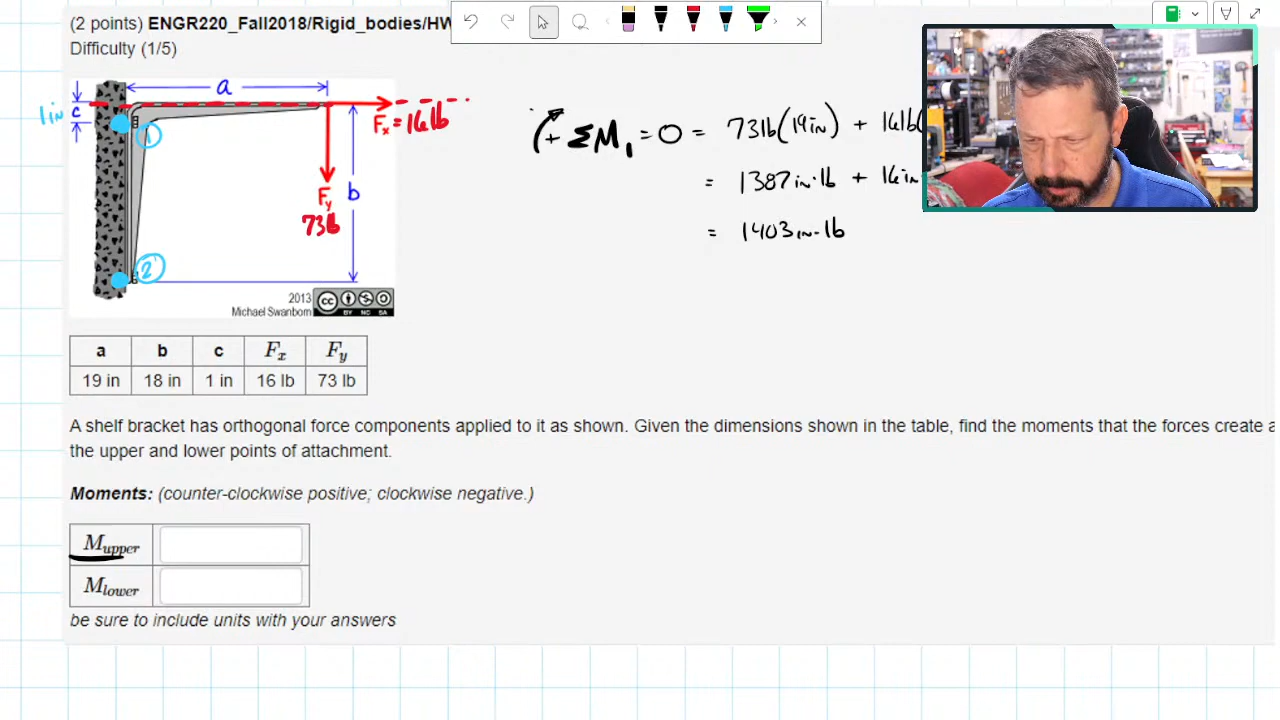 (2 points) ENGR220_Fall2018/Rigid_bodies/HW
Difficulty (1/5)
a
1in
c
1
Fx = 16lb
Fy
73lb
b
2
2013
Michael Swanbom
cc
BY NC SA
(+ ΣM1 = 0 = 73lb(19in) + 16lb(
= 1387in·lb + 16in
= 1403in·lb
a b c Fx Fy
19 in 18 in 1 in 16 lb 73 lb
A shelf bracket has orthogonal force components applied to it as shown. Given the dimensions shown in the table, find the moments that the forces create a
the upper and lower points of attachment.
Moments: (counter-clockwise positive; clockwise negative.)
Mupper
Mlower
be sure to include units with your answers